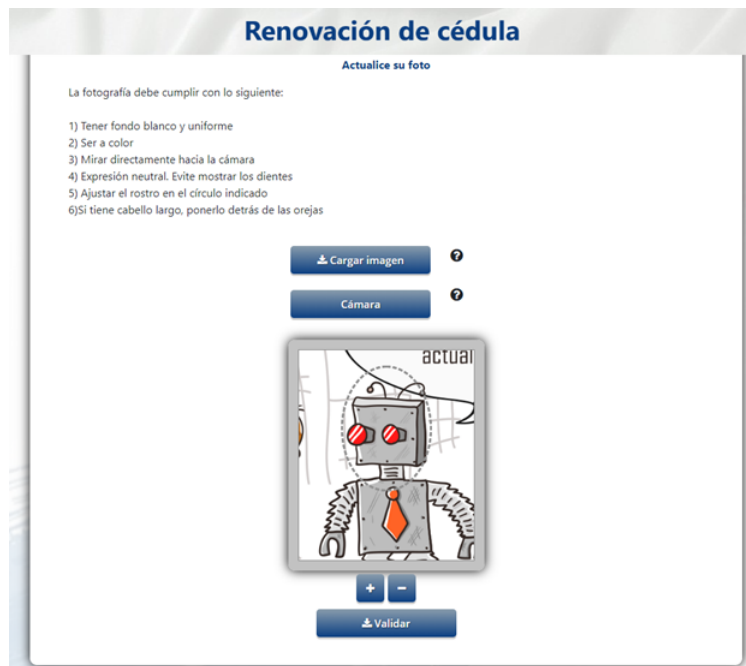 Renovación de cédula
Actualice su foto
La fotografía debe cumplir con lo siguiente:
1) Tener fondo blanco y uniforme
2) Ser a color
3) Mirar directamente hacia la cámara
4) Expresión neutral. Evite mostrar los dientes
5) Ajustar el rostro en el círculo indicado
6)Si tiene cabello largo, ponerlo detrás de las orejas
Cargar imagen
Cámara
actual
Validar